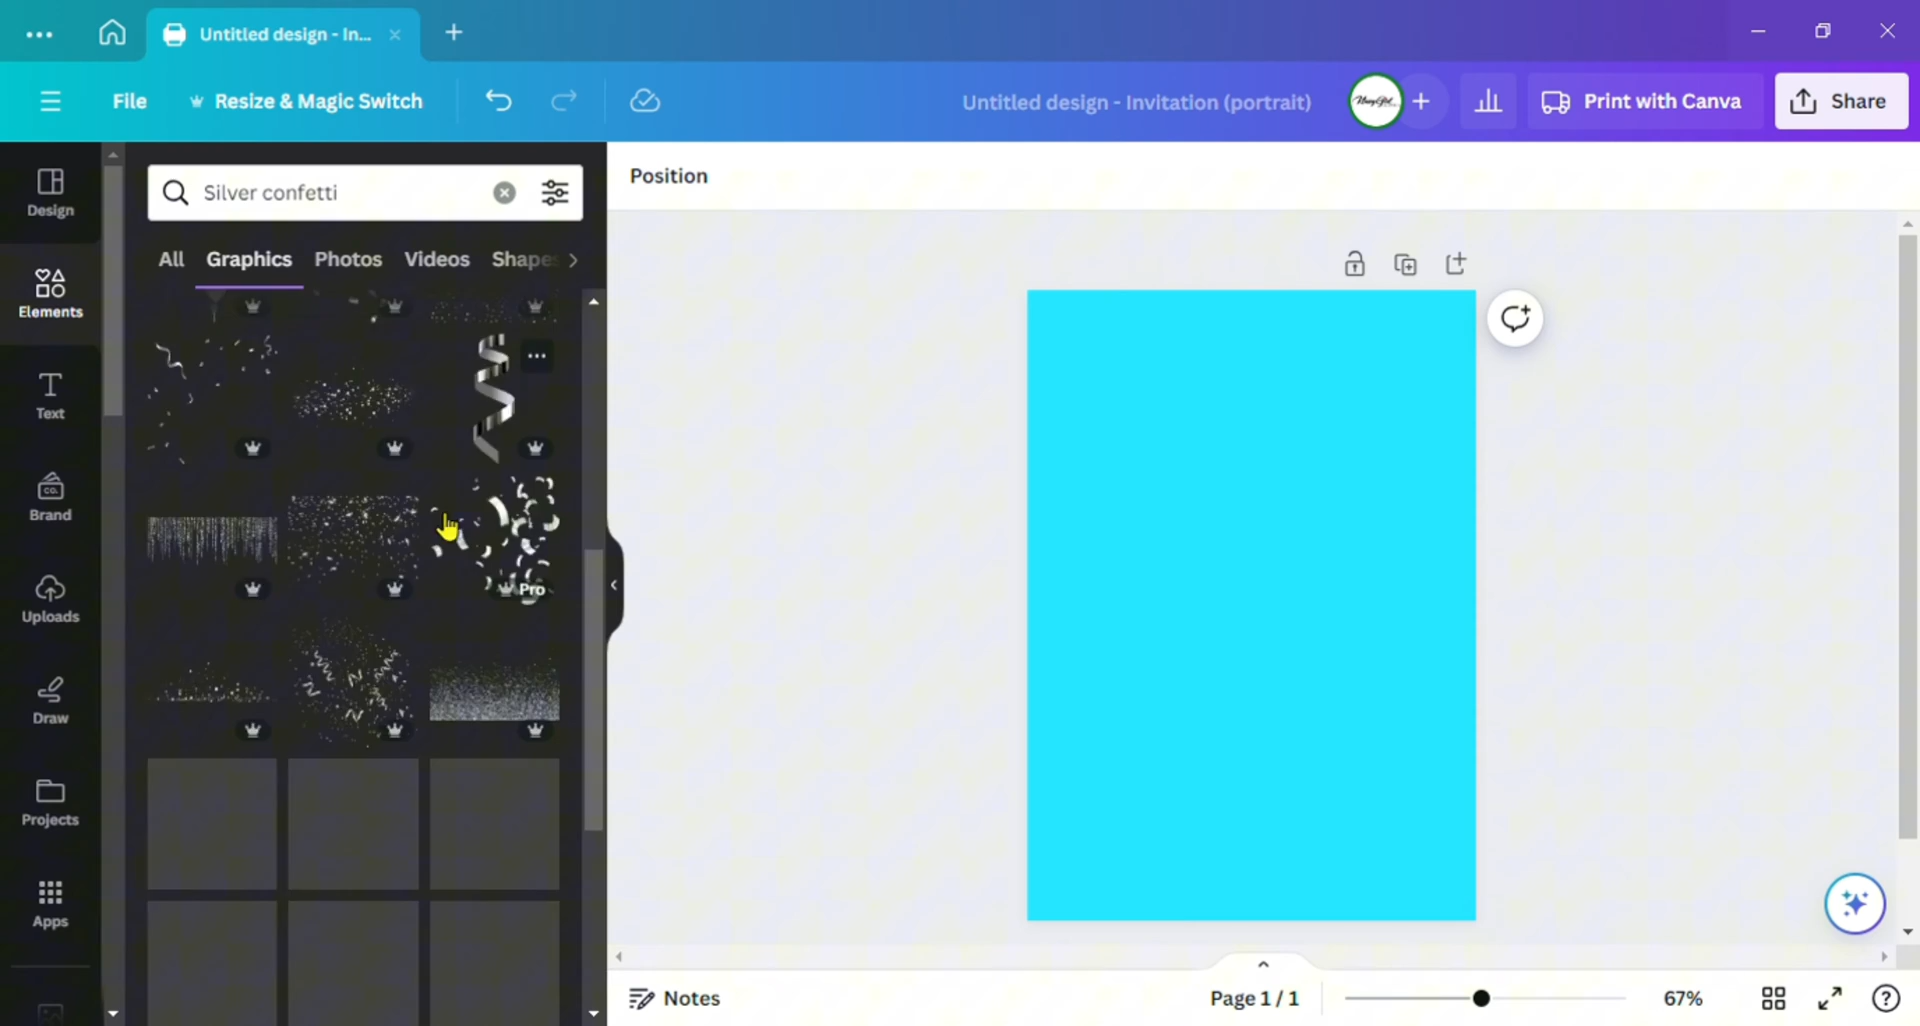 Untitled design - In...
File
Resize & Magic Switch
Untitled design - Invitation (portrait)
Print with Canva
Share
Design
Elements
Text
Brand
Uploads
Draw
Projects
Apps
Silver confetti
All
Graphics
Photos
Videos
Shapes
Pro
Position
CO.
Notes
Page 1 / 1
67%